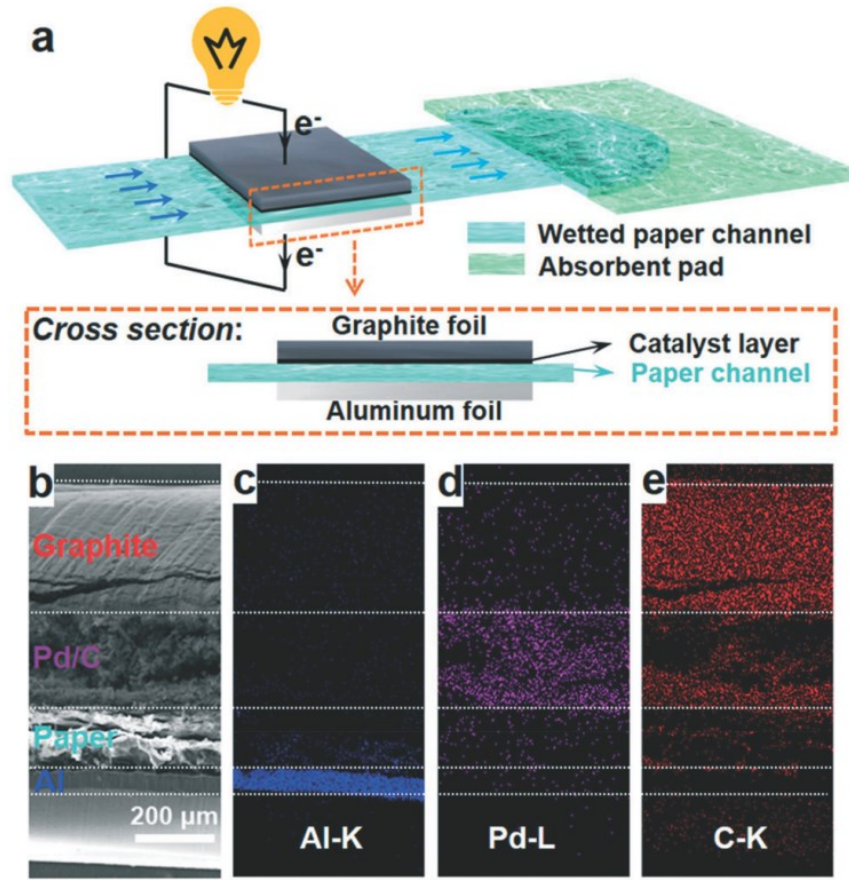 a
e-
e-
Wetted paper channel
Absorbent pad
Cross section:
Graphite foil
Catalyst layer
Paper channel
Aluminum foil
b
c
d
e
Graphite
Pd/C
Paper
Al
200 µm
Al-K
Pd-L
C-K